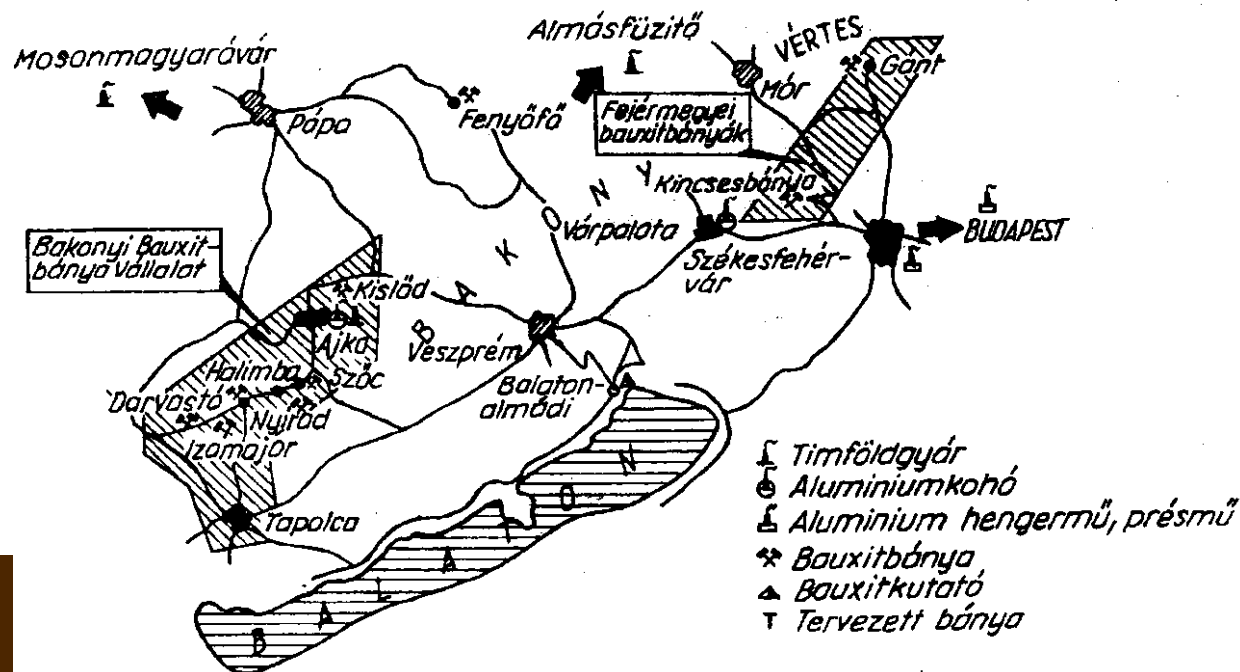 Mosonmagyaróvár
Almásfüzitő
VÉRTES
Gánt
Mór
Pápa
Fenyőfő
Fejérmegyei
bauxitbányák
Kincsesbánya
BAKONY
Várpalota
BUDAPEST
Székesfehér-
vár
Bakonyi Bauxit-
bánya Vállalat
Kislőd
Ajka
Veszprém
Halimba
Szőc
Darvastó
Nyirád
Izamajor
Balaton-
almádi
Tapolca
BALATON
Timföldgyár
Aluminiumkohó
Aluminium hengermű, présmű
Bauxitbánya
Bauxitkutató
Tervezett bánya